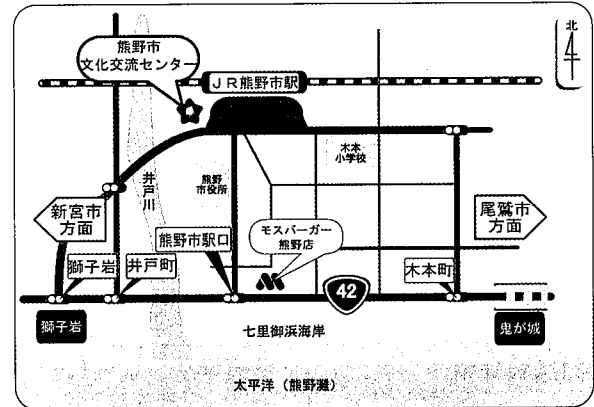 北
熊野市
文化交流センター
JR熊野市駅
木本
小学校
井戸川
熊野
市役所
新宮市
方面
尾鷲市
方面
モスバーガー
熊野店
熊野市駅口
獅子岩
井戸町
木本町
42
獅子岩
七里御浜海岸
鬼が城
太平洋(熊野灘)